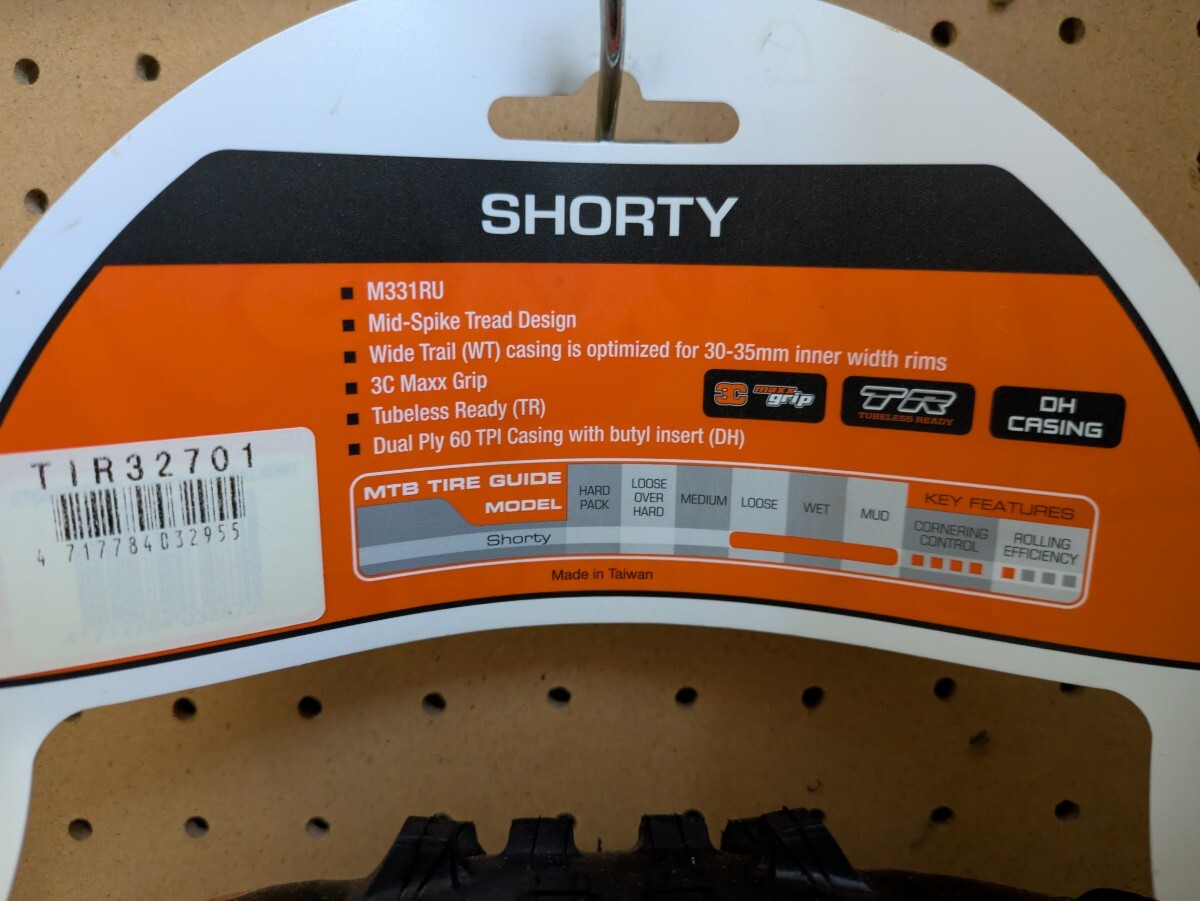 SHORTY
M331RU
Mid-Spike Tread Design
Wide Trail (WT) casing is optimized for 30-35mm inner width rims
3C Maxx Grip
Tubeless Ready (TR)
Dual Ply 60 TPI Casing with butyl insert (DH)
3C maxx grip
TR
TUBELESS READY
DH
CASING
TIR32701
4 717784 032955
MTB TIRE GUIDE
MODEL
HARD
PACK
LOOSE
OVER
HARD
MEDIUM
LOOSE
WET
MUD
KEY FEATURES
CORNERING
CONTROL
ROLLING
EFFICIENCY
Shorty
Made in Taiwan